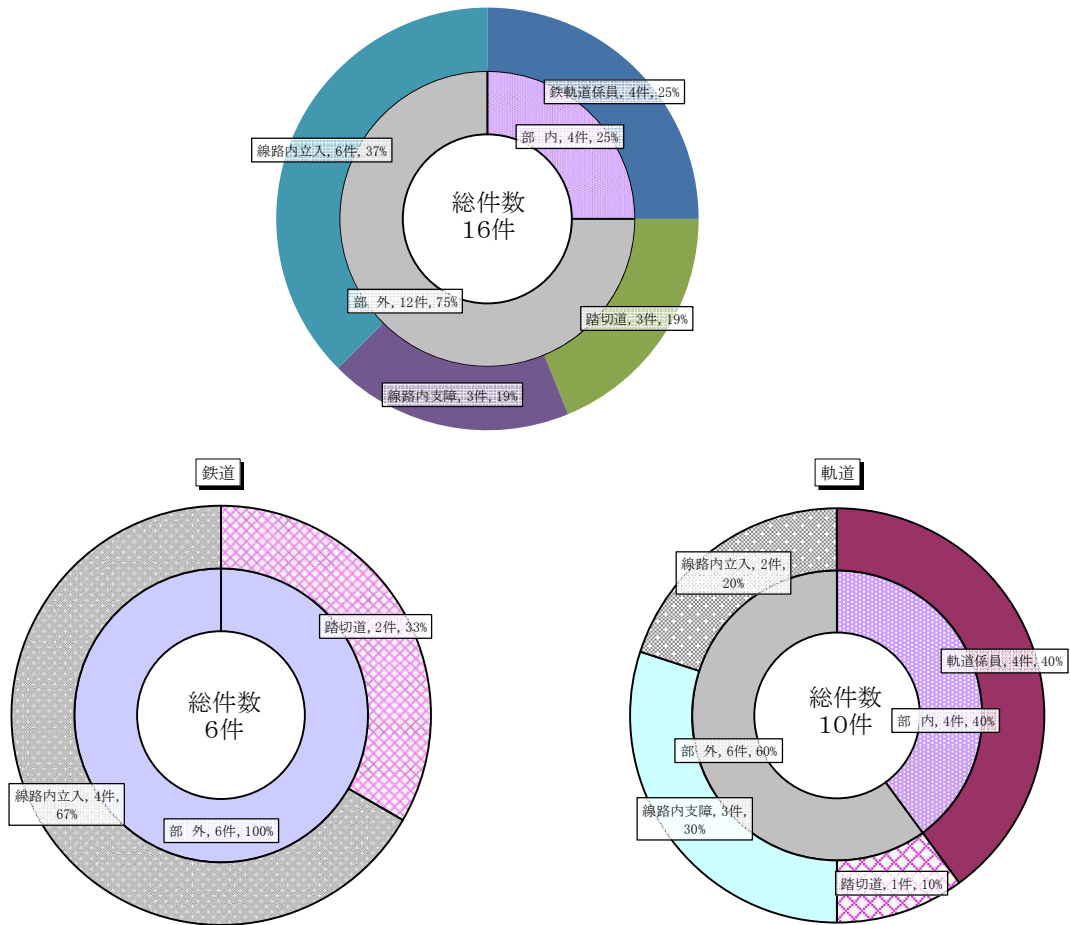 鉄軌道係員, 4件, 25%
部 内, 4件, 25%
線路内立入, 6件, 37%
総件数
16件
部 外, 12件, 75%
踏切道, 3件, 19%
線路内支障, 3件, 19%
鉄道
踏切道, 2件, 33%
総件数
6件
線路内立入, 4件,
67%
部 外, 6件, 100%
軌道
線路内立入, 2件,
20%
軌道係員, 4件, 40%
総件数
10件
部 内, 4件, 40%
部 外, 6件, 60%
線路内支障, 3件,
30%
踏切道, 1件, 10%